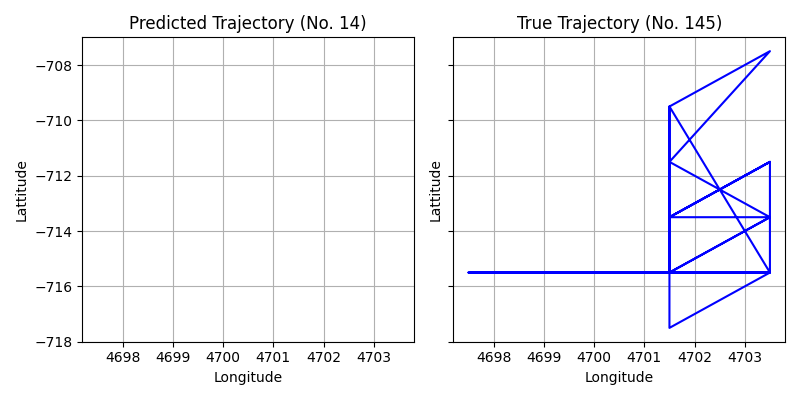 Predicted Trajectory (No. 14)
True Trajectory (No. 145)
Lattitude
−708
−710
−712
−714
−716
−718
4698 4699 4700 4701 4702 4703
Longitude
Lattitude
4698 4699 4700 4701 4702 4703
Longitude